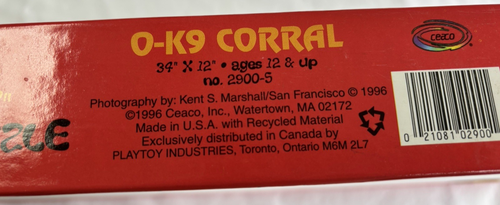 O-K9 CORRAL
34" X 12" • ages 12 & up
no. 2900-5
Photography by: Kent S. Marshall/San Francisco © 1996
©1996 Ceaco, Inc., Watertown, MA 02172
Made in U.S.A. with Recycled Material
Exclusively distributed in Canada by
PLAYTOY INDUSTRIES, Toronto, Ontario M6M 2L7
ceaco
0 21081 02900